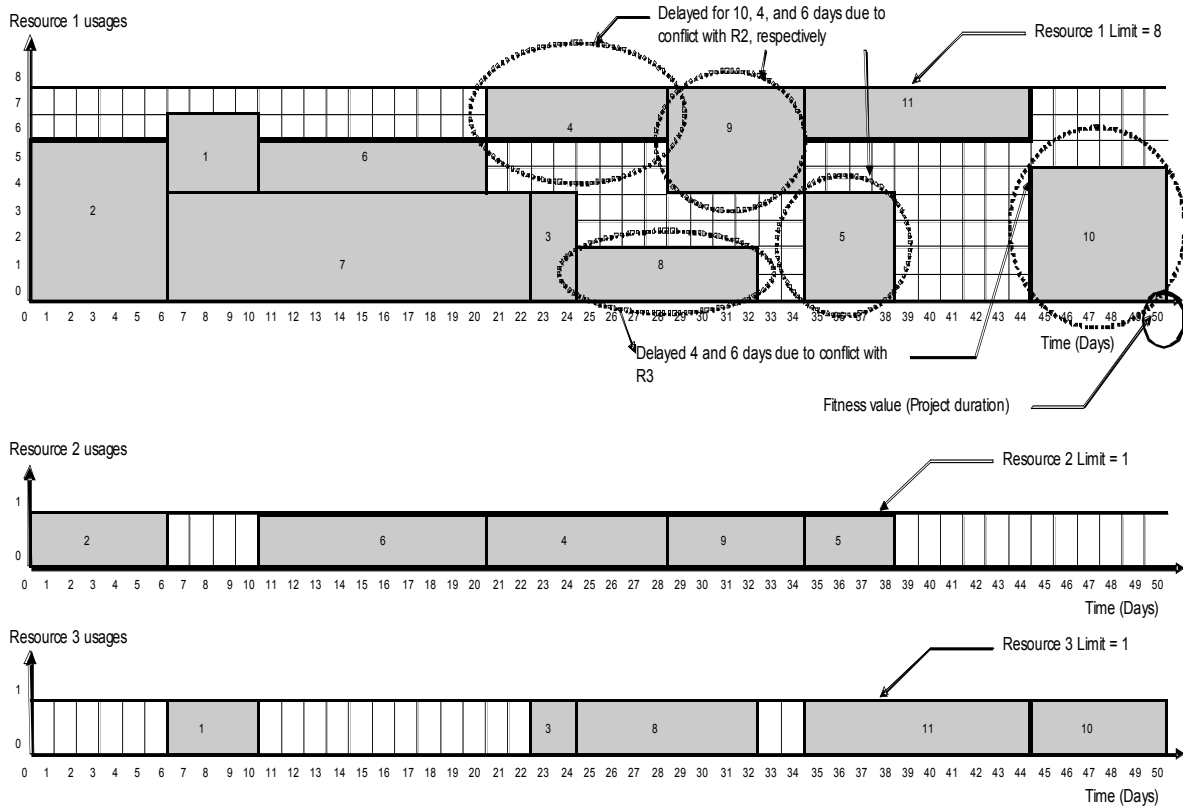 Resource 1 usages
Delayed for 10, 4, and 6 days due to
conflict with R2, respectively
Resource 1 Limit = 8
8
7
6
5
4
3
2
1
0
2
1
7
6
4
3
8
9
5
11
10
0 1 2 3 4 5 6 7 8 9 10 11 12 13 14 15 16 17 18 19 20 21 22 23 24 25 26 27 28 29 30 31 32 33 34 35 36 37 38 39 40 41 42 43 44 45 46 47 48 49 50
Time (Days)
Delayed 4 and 6 days due to conflict with
R3
Fitness value (Project duration)
Resource 2 usages
Resource 2 Limit = 1
1
0
2
6
4
9
5
0 1 2 3 4 5 6 7 8 9 10 11 12 13 14 15 16 17 18 19 20 21 22 23 24 25 26 27 28 29 30 31 32 33 34 35 36 37 38 39 40 41 42 43 44 45 46 47 48 49 50
Time (Days)
Resource 3 usages
Resource 3 Limit = 1
1
0
1
3
8
11
10
0 1 2 3 4 5 6 7 8 9 10 11 12 13 14 15 16 17 18 19 20 21 22 23 24 25 26 27 28 29 30 31 32 33 34 35 36 37 38 39 40 41 42 43 44 45 46 47 48 49 50
Time (Days)